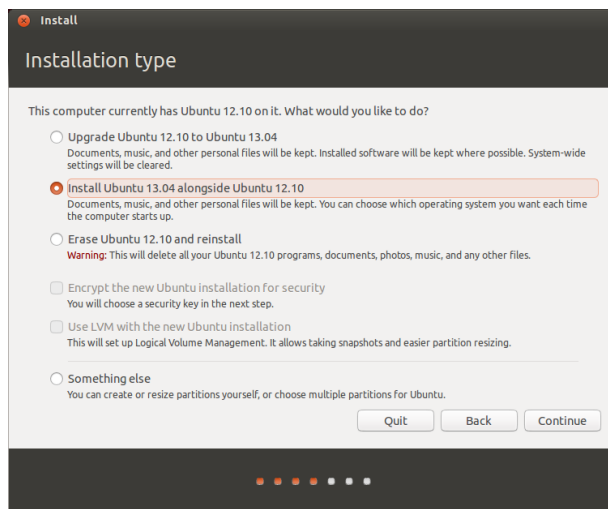 Install
Installation type
This computer currently has Ubuntu 12.10 on it. What would you like to do?
Upgrade Ubuntu 12.10 to Ubuntu 13.04
Documents, music, and other personal files will be kept. Installed software will be kept where possible. System-wide
settings will be cleared.
Install Ubuntu 13.04 alongside Ubuntu 12.10
Documents, music, and other personal files will be kept. You can choose which operating system you want each time
the computer starts up.
Erase Ubuntu 12.10 and reinstall
Warning: This will delete all your Ubuntu 12.10 programs, documents, photos, music, and any other files.
Encrypt the new Ubuntu installation for security
You will choose a security key in the next step.
Use LVM with the new Ubuntu installation
This will set up Logical Volume Management. It allows taking snapshots and easier partition resizing.
Something else
You can create or resize partitions yourself, or choose multiple partitions for Ubuntu.
Quit Back Continue